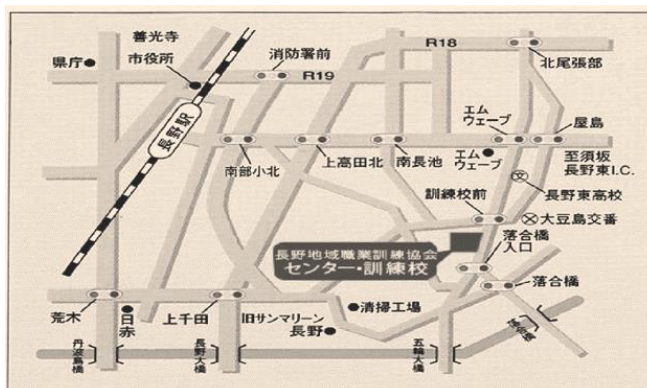 善光寺
R18
県庁
市役所
消防署前
R19
北尾張部
長野駅
エム
ウェーブ
屋島
南部小北
上高田北
南長池
エム
ウェーブ
至須坂
長野東I.C.
訓練校前
長野東高校
大豆島交番
長野地域職業訓練協会
センター・訓練校
落合橋
入口
落合橋
荒木
日赤
上千田
旧サンマリーン
長野
清掃工場
丹波島橋
長野大橋
五輪大橋
落合橋